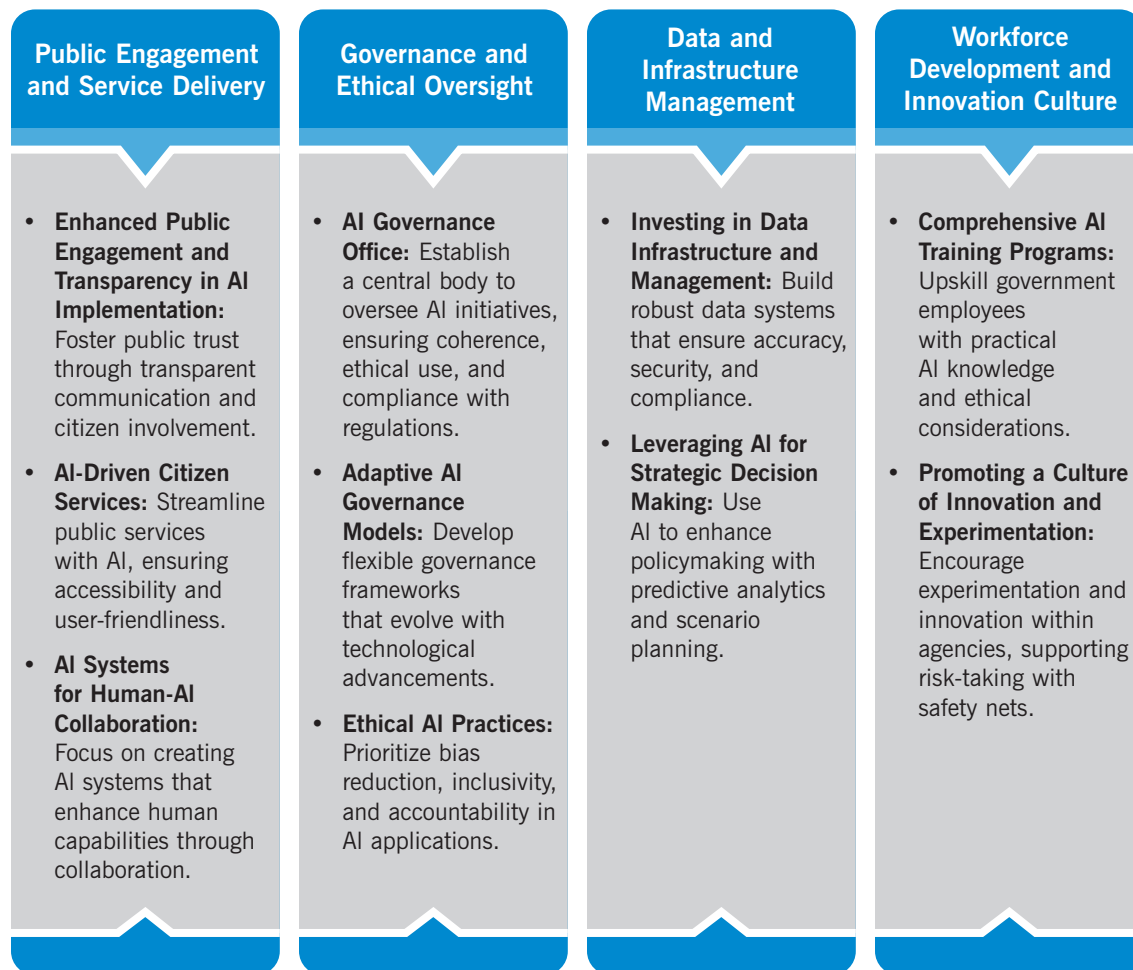 Public Engagement
and Service Delivery
• Enhanced Public
Engagement and
Transparency in AI
Implementation:
Foster public trust
through transparent
communication and
citizen involvement.
• AI-Driven Citizen
Services: Streamline
public services
with AI, ensuring
accessibility and
user-friendliness.
• AI Systems
for Human-AI
Collaboration:
Focus on creating
AI systems that
enhance human
capabilities through
collaboration.
Governance and
Ethical Oversight
• AI Governance
Office: Establish
a central body to
oversee AI initiatives,
ensuring coherence,
ethical use, and
compliance with
regulations.
• Adaptive AI
Governance
Models: Develop
flexible governance
frameworks
that evolve with
technological
advancements.
• Ethical AI Practices:
Prioritize bias
reduction, inclusivity,
and accountability in
AI applications.
Data and
Infrastructure
Management
• Investing in Data
Infrastructure and
Management: Build
robust data systems
that ensure accuracy,
security, and
compliance.
• Leveraging AI for
Strategic Decision
Making: Use
AI to enhance
policymaking with
predictive analytics
and scenario
planning.
Workforce
Development and
Innovation Culture
• Comprehensive AI
Training Programs:
Upskill government
employees
with practical
AI knowledge
and ethical
considerations.
• Promoting a Culture
of Innovation and
Experimentation:
Encourage
experimentation and
innovation within
agencies, supporting
risk-taking with
safety nets.